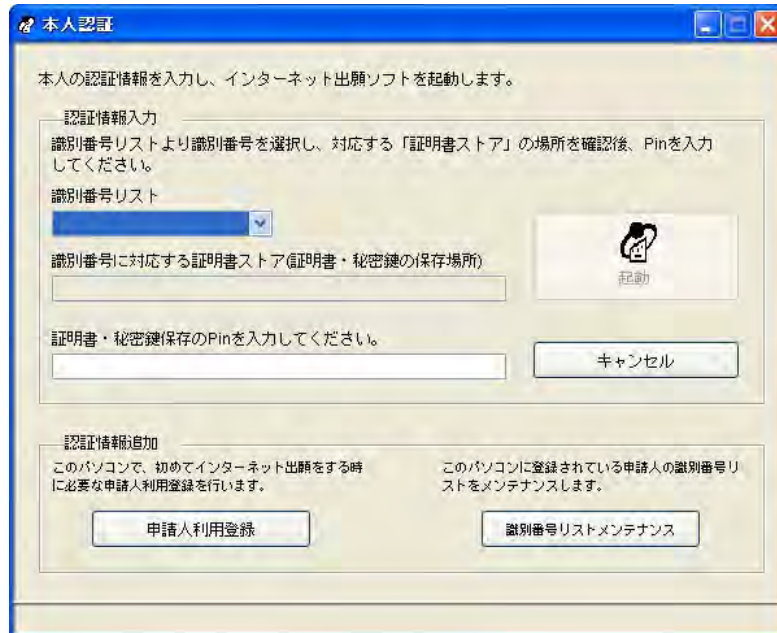 本人認証
本人の認証情報を入力し、インターネット出願ソフトを起動します。
認証情報入力
識別番号リストより識別番号を選択し、対応する「証明書ストア」の場所を確認後、Pinを入力
してください。
識別番号リスト
識別番号に対応する証明書ストア(証明書・秘密鍵の保存場所)
起動
証明書・秘密鍵保存のPinを入力してください。
キャンセル
認証情報追加
このパソコンで、初めてインターネット出願をする時
に必要な申請人利用登録を行います。
申請人利用登録
このパソコンに登録されている申請人の識別番号リ
ストをメンテナンスします。
識別番号リストメンテナンス